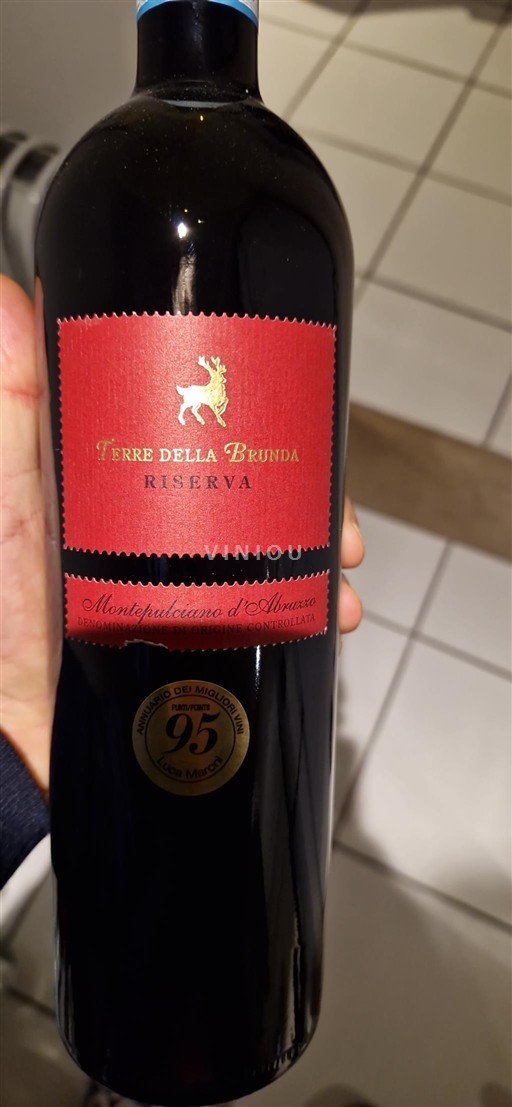 TERRE DELLA BRUNDA
RISERVA
VINIOU
Montepulciano d'Abruzzo
DENOMINAZIONE DI ORIGINE CONTROLLATA
ANNUARIO DEI MIGLIORI VINI
PUNTI/POINTS
95
Luca Maroni